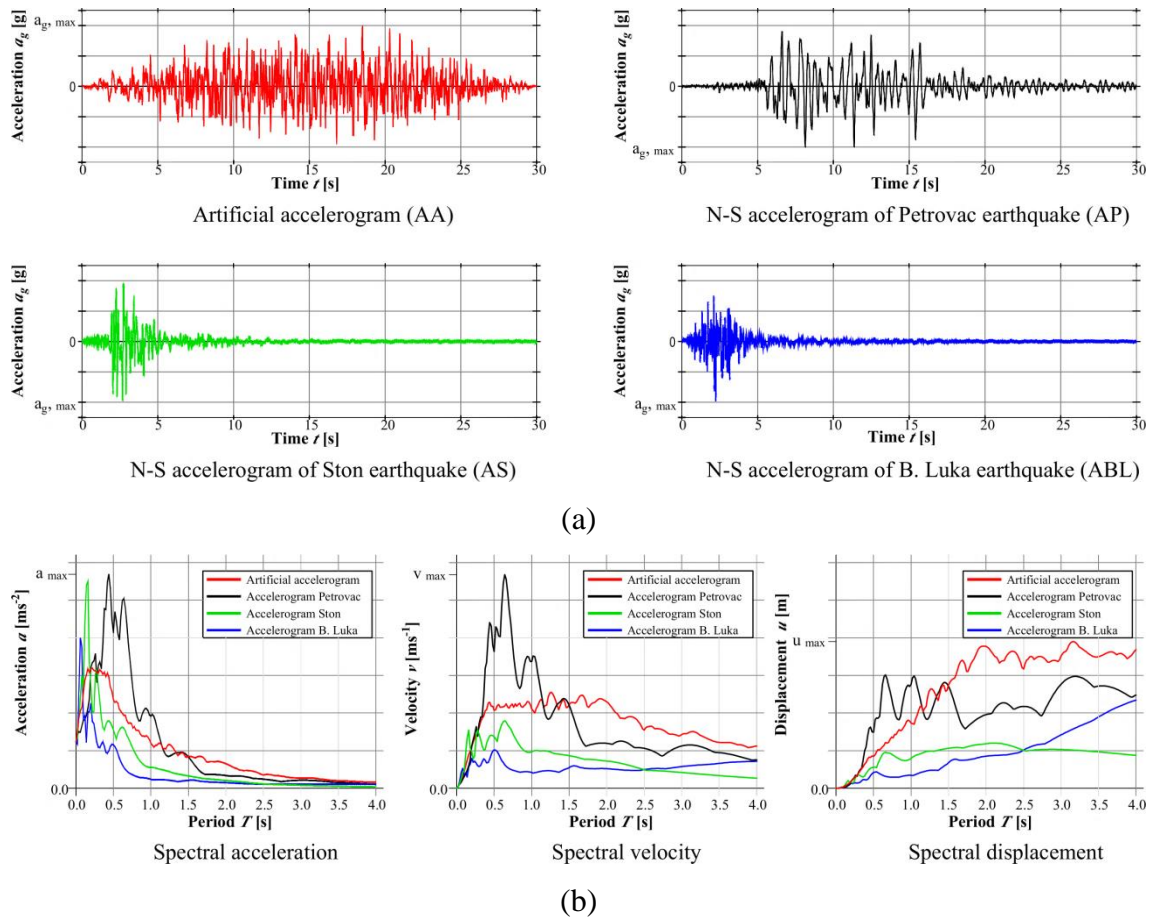 a_g, max
Acceleration a_g [g]
0
0 5 10 15 20 25 30
Time t [s]
Artificial accelerogram (AA)
Acceleration a_g [g]
0
a_g, max
0 5 10 15 20 25 30
Time t [s]
N-S accelerogram of Petrovac earthquake (AP)
Acceleration a_g [g]
0
a_g, max
0 5 10 15 20 25 30
Time t [s]
N-S accelerogram of Ston earthquake (AS)
Acceleration a_g [g]
0
a_g, max
0 5 10 15 20 25 30
Time t [s]
N-S accelerogram of B. Luka earthquake (ABL)
(a)
a max
Acceleration a [ms⁻²]
Artificial accelerogram
Accelerogram Petrovac
Accelerogram Ston
Accelerogram B. Luka
0.0
0.0 0.5 1.0 1.5 2.0 2.5 3.0 3.5 4.0
Period T [s]
Spectral acceleration
v max
Velocity v [ms⁻¹]
Artificial accelerogram
Accelerogram Petrovac
Accelerogram Ston
Accelerogram B. Luka
0.0
0.0 0.5 1.0 1.5 2.0 2.5 3.0 3.5 4.0
Period T [s]
Spectral velocity
u max
Displacement u [m]
Artificial accelerogram
Accelerogram Petrovac
Accelerogram Ston
Accelerogram B. Luka
0.0
0.0 0.5 1.0 1.5 2.0 2.5 3.0 3.5 4.0
Period T [s]
Spectral displacement
(b)